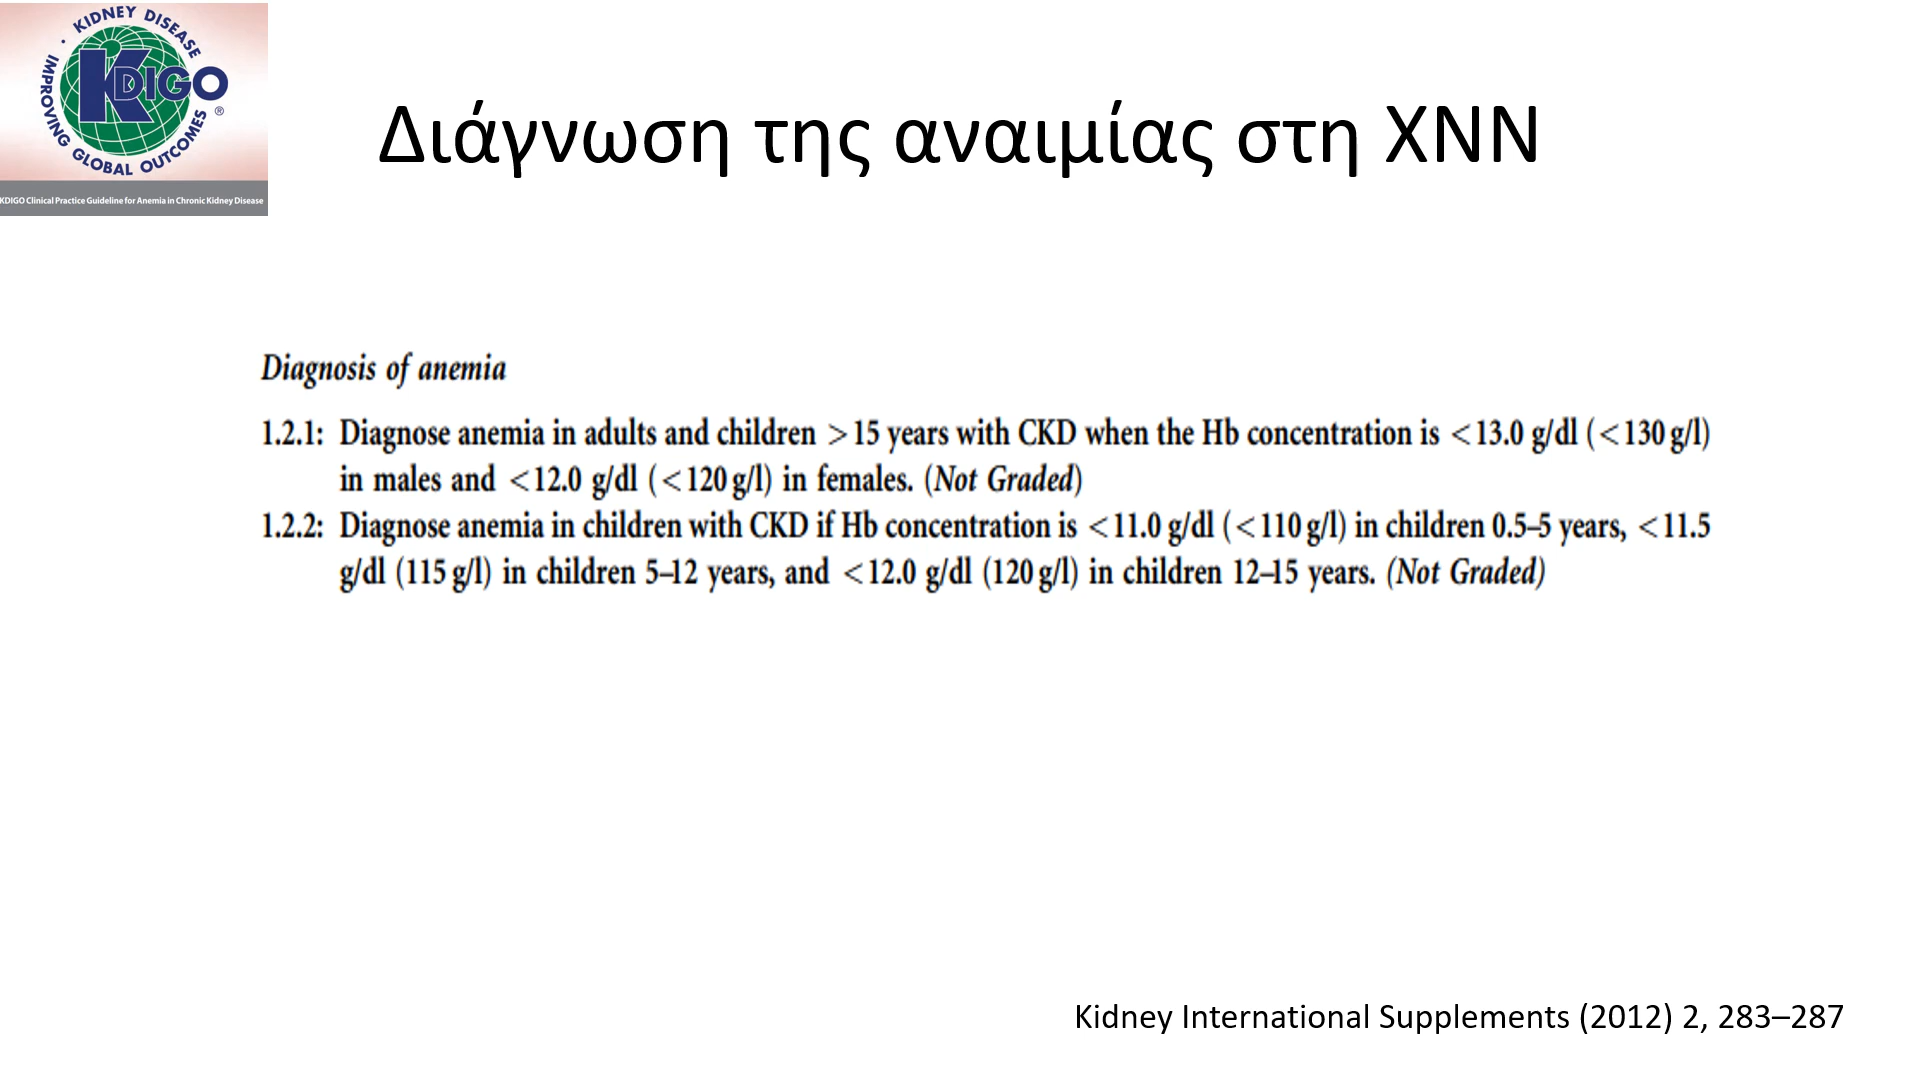 · KIDNEY DISEASE
IMPROVING GLOBAL OUTCOMES
KDIGO ®
KDIGO Clinical Practice Guideline for Anemia in Chronic Kidney Disease
Διάγνωση της αναιμίας στη ΧΝΝ
Diagnosis of anemia
1.2.1: Diagnose anemia in adults and children >15 years with CKD when the Hb concentration is <13.0 g/dl (<130 g/l)
in males and <12.0 g/dl (<120 g/l) in females. (Not Graded)
1.2.2: Diagnose anemia in children with CKD if Hb concentration is <11.0 g/dl (<110 g/l) in children 0.5–5 years, <11.5
g/dl (115 g/l) in children 5–12 years, and <12.0 g/dl (120 g/l) in children 12–15 years. (Not Graded)
Kidney International Supplements (2012) 2, 283–287